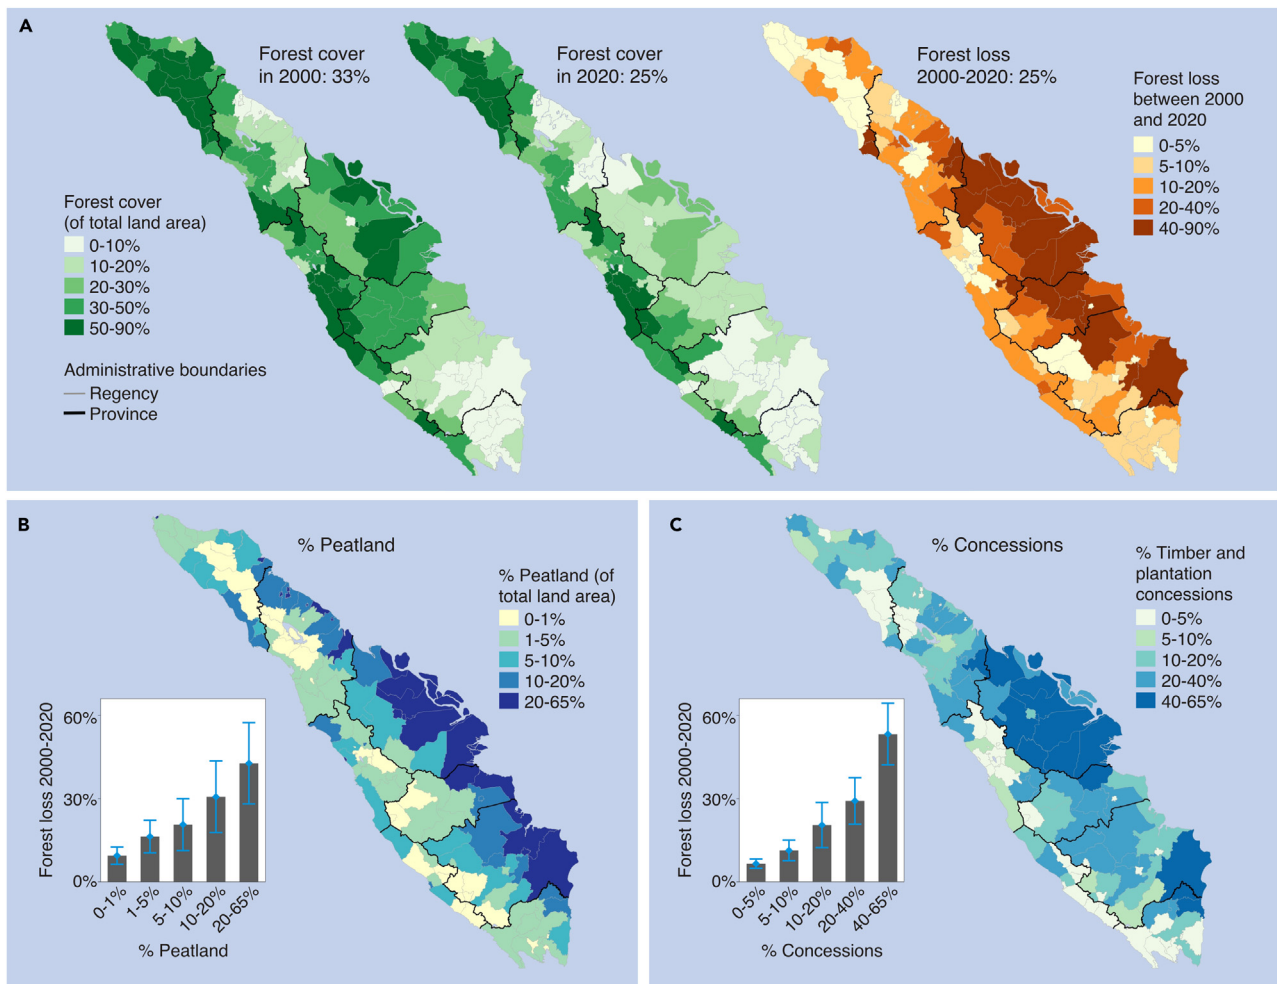 A
Forest cover
in 2000: 33%
Forest cover
in 2020: 25%
Forest loss
2000-2020: 25%
Forest loss
between 2000
and 2020
0-5%
5-10%
10-20%
20-40%
40-90%
Forest cover
(of total land area)
0-10%
10-20%
20-30%
30-50%
50-90%
Administrative boundaries
Regency
Province
B
% Peatland
% Peatland (of
total land area)
0-1%
1-5%
5-10%
10-20%
20-65%
Forest loss 2000-2020
60%
30%
0%
0-1%
1-5%
5-10%
10-20%
20-65%
% Peatland
C
% Concessions
% Timber and
plantation
concessions
0-5%
5-10%
10-20%
20-40%
40-65%
Forest loss 2000-2020
60%
30%
0%
0-5%
5-10%
10-20%
20-40%
40-65%
% Concessions